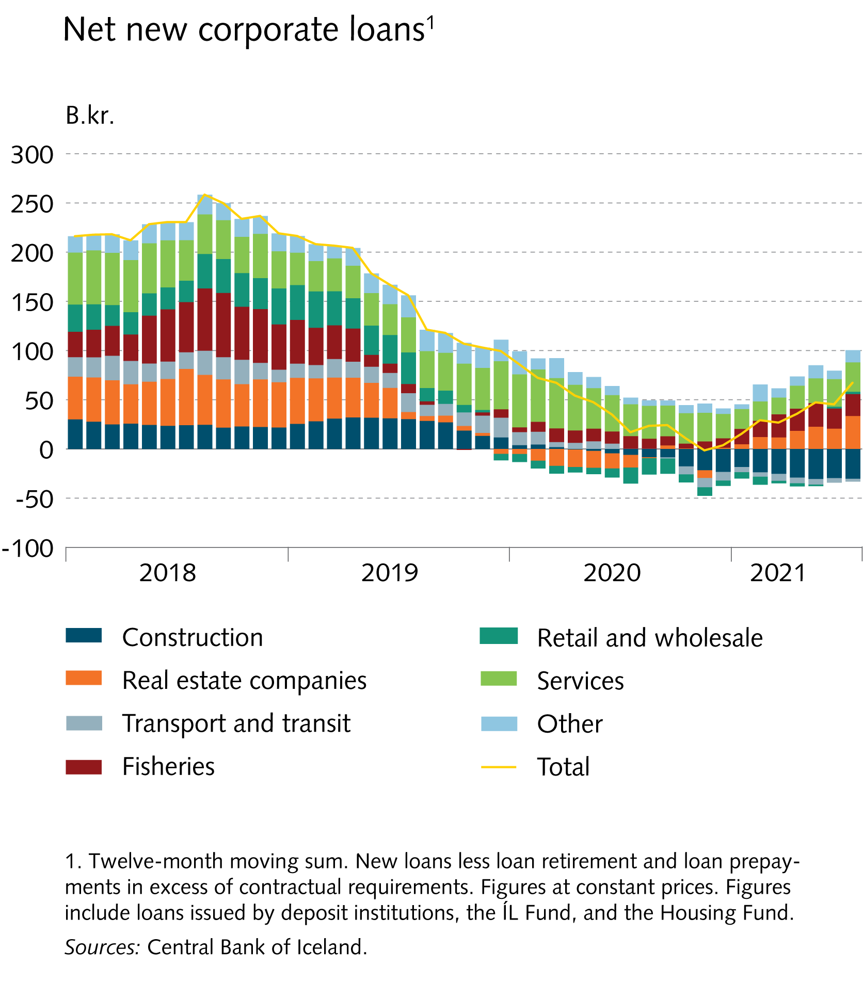 Net new corporate loans¹
B.kr.
300
250
200
150
100
50
0
-50
-100
2018 2019 2020 2021
Construction
Real estate companies
Transport and transit
Fisheries
Retail and wholesale
Services
Other
Total
1. Twelve-month moving sum. New loans less loan retirement and loan prepay-
ments in excess of contractual requirements. Figures at constant prices. Figures
include loans issued by deposit institutions, the ÍL Fund, and the Housing Fund.
Sources: Central Bank of Iceland.